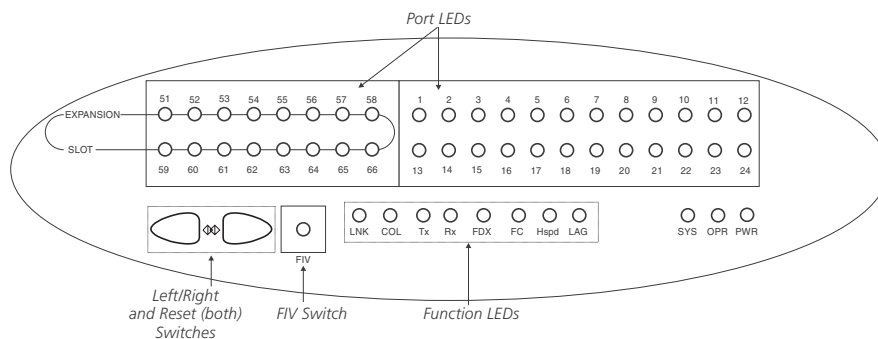 Port LEDs
51 52 53 54 55 56 57 58
1 2 3 4 5 6 7 8 9 10 11 12
EXPANSION
SLOT
59 60 61 62 63 64 65 66
13 14 15 16 17 18 19 20 21 22 23 24
LNK COL Tx Rx FDX FC Hspd LAG
SYS OPR PWR
FIV
Left/Right
and Reset (both)
Switches
FIV Switch
Function LEDs